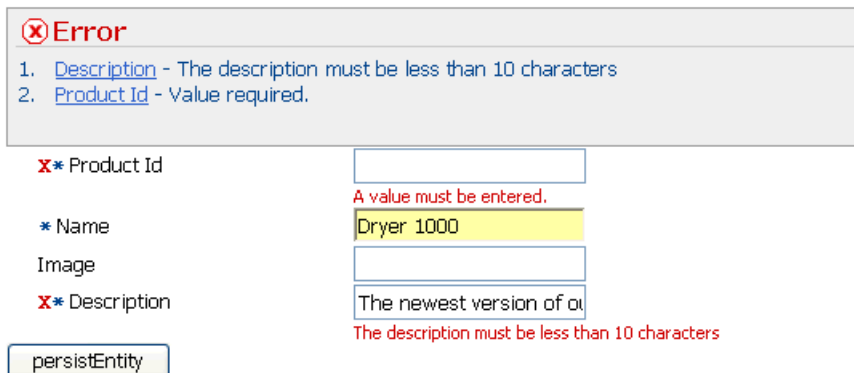 Error
1. Description - The description must be less than 10 characters
2. Product Id - Value required.
x* Product Id
A value must be entered.
* Name Dryer 1000
Image
x* Description The newest version of ou
The description must be less than 10 characters
persistEntity